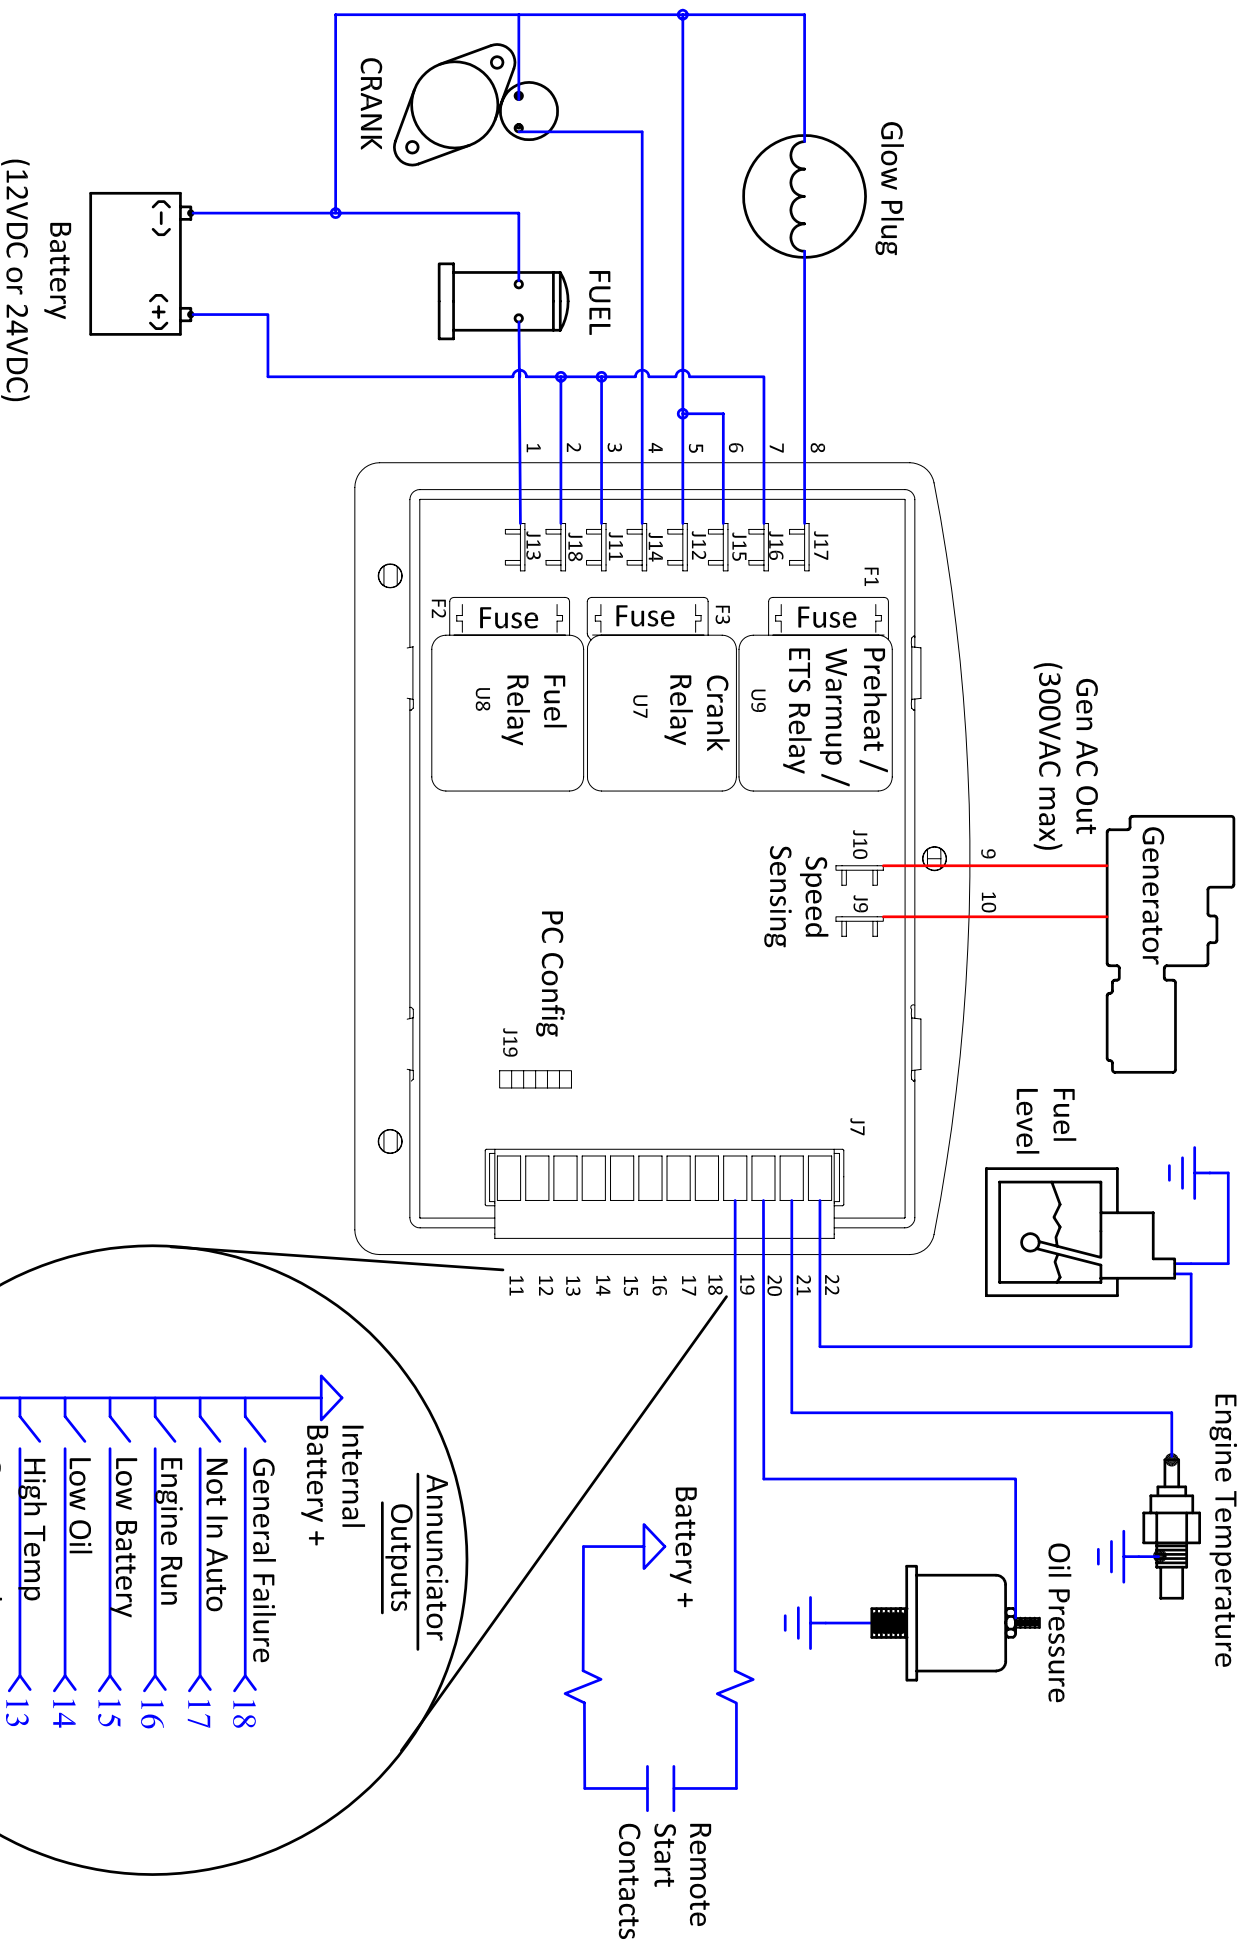 Generator
Gen AC Out
(300VAC max)
9
10
Fuel
Level
Engine Temperature
Oil Pressure
Glow Plug
CRANK
FUEL
Battery
(12VDC or 24VDC)
(-)
(+)
8
7
6
5
4
3
2
1
J17
J16
J15
J12
J14
J11
J18
J13
F1
Fuse
F3
Fuse
F2
Fuse
Preheat /
Warmup /
ETS Relay
U9
Crank
Relay
U7
Fuel
Relay
U8
J10
J9
Speed
Sensing
PC Config
J19
J7
22
21
20
19
18
17
16
15
14
13
12
11
Battery +
Remote
Start
Contacts
Annunciator
Outputs
Internal
Battery +
General Failure
18
Not In Auto
17
Engine Run
16
Low Battery
15
Low Oil
14
High Temp
13